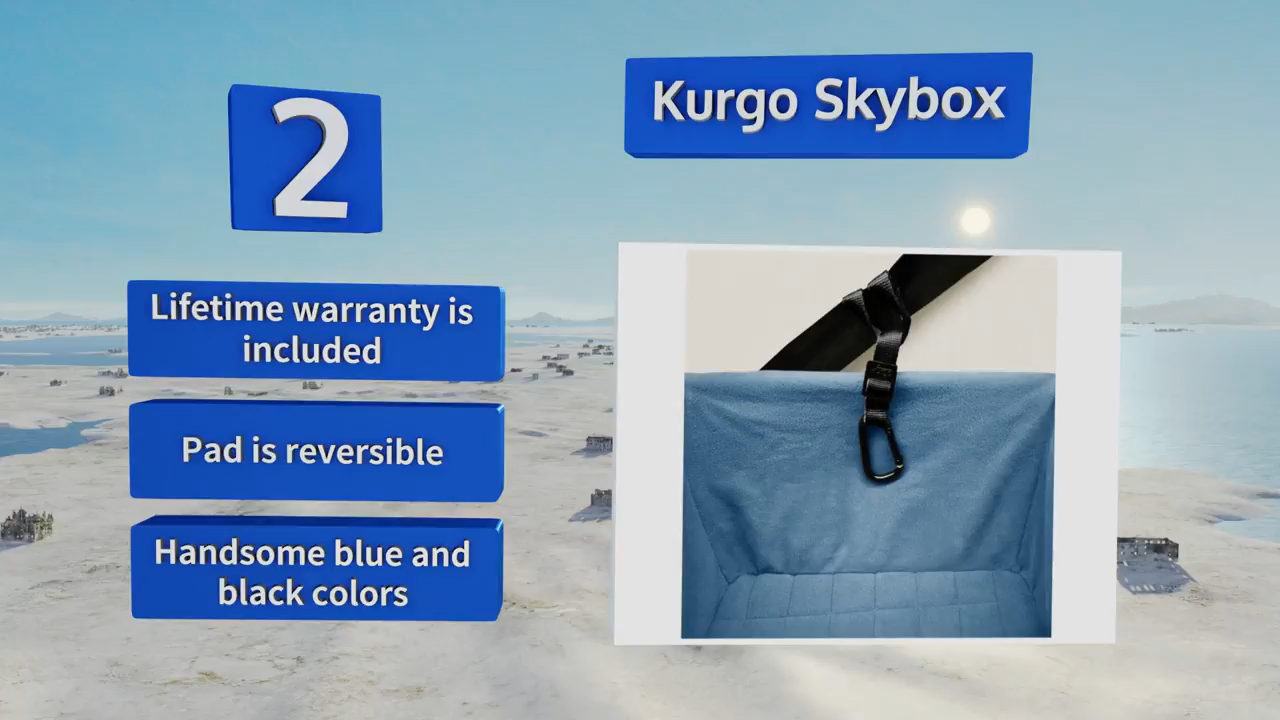 2
Kurgo Skybox
Lifetime warranty is
included
Pad is reversible
Handsome blue and
black colors